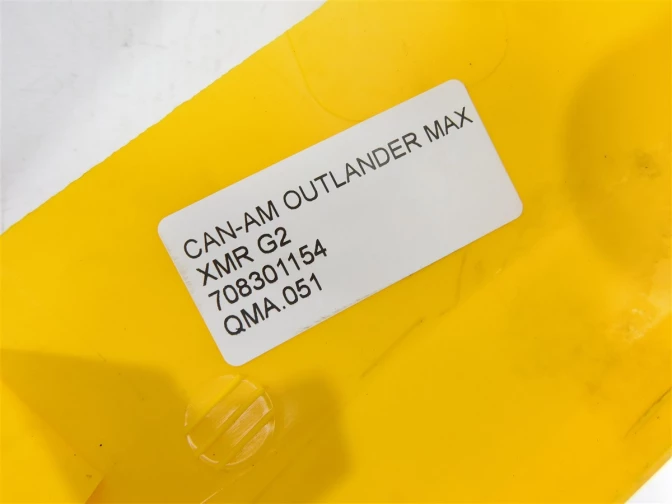 CAN-AM OUTLANDER MAX
XMR G2
708301154
QMA.051